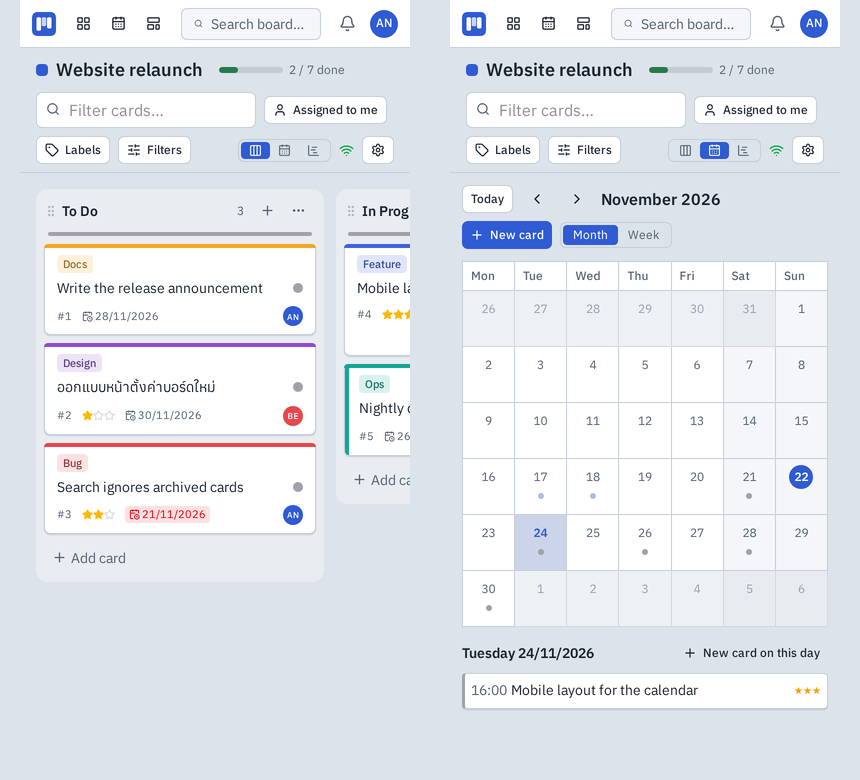 Search board...
AN
Website relaunch
2 / 7 done
Filter cards...
Assigned to me
Labels
Filters
To Do
3
Docs
Write the release announcement
#1
28/11/2026
AN
Design
ออกแบบหน้าตั้งค่าบอร์ดใหม่
#2
30/11/2026
BE
Bug
Search ignores archived cards
#3
21/11/2026
AN
Add card
In Prog
Feature
Mobile la
#4
Ops
Nightly
#5
26
Add ca
Search board...
AN
Website relaunch
2 / 7 done
Filter cards...
Assigned to me
Labels
Filters
Today
November 2026
New card
Month
Week
Mon Tue Wed Thu Fri Sat Sun
26 27 28 29 30 31 1
2 3 4 5 6 7 8
9 10 11 12 13 14 15
16 17 18 19 20 21 22
23 24 25 26 27 28 29
30 1 2 3 4 5 6
Tuesday 24/11/2026
New card on this day
16:00 Mobile layout for the calendar